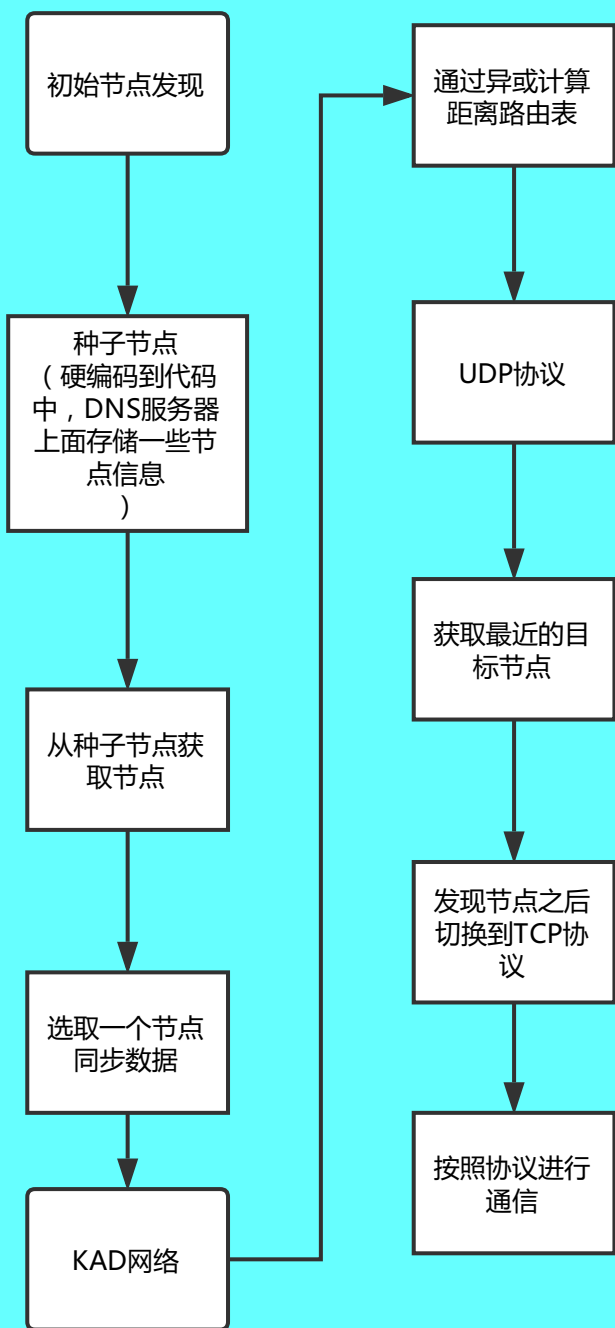 初始节点发现
种子节点
（硬编码到代码
中，DNS服务器
上面存储一些节
点信息
）
从种子节点获
取节点
选取一个节点
同步数据
KAD网络
通过异或计算
距离路由表
UDP协议
获取最近的目
标节点
发现节点之后
切换到TCP协
议
按照协议进行
通信